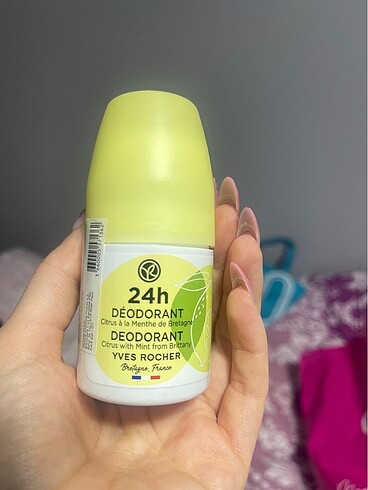 24h
DÉODORANT
Citrus à la Menthe de Bretagne
DEODORANT
Citrus with Mint from Brittany
YVES ROCHER
Bretagne, France